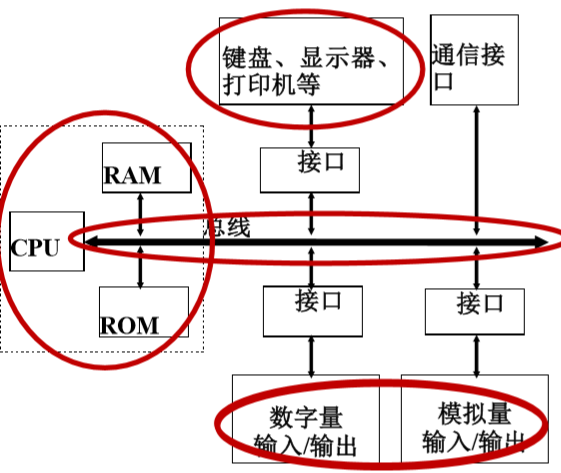 键盘、显示器、
打印机等
通信接
口
接口
RAM
总线
CPU
ROM
接口
接口
数字量
输入/输出
模拟量
输入/输出